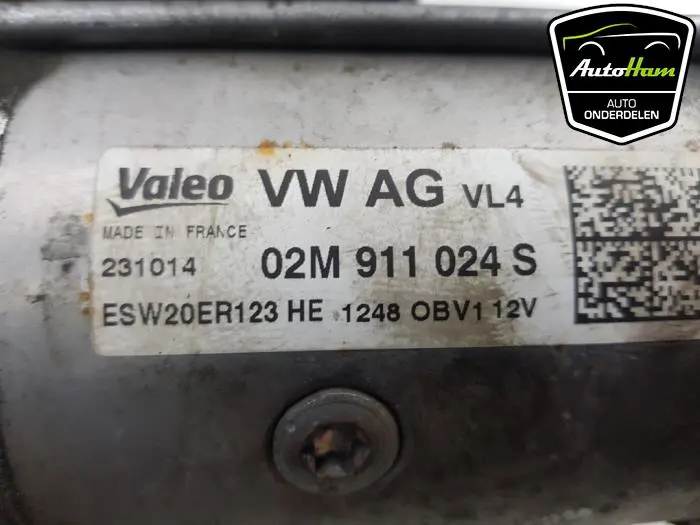 AutoHam
AUTO
ONDERDELEN
Valeo VW AG VL4
MADE IN FRANCE
231014 02M 911 024 S
ESW20ER123 HE 1248 OBV1 12V